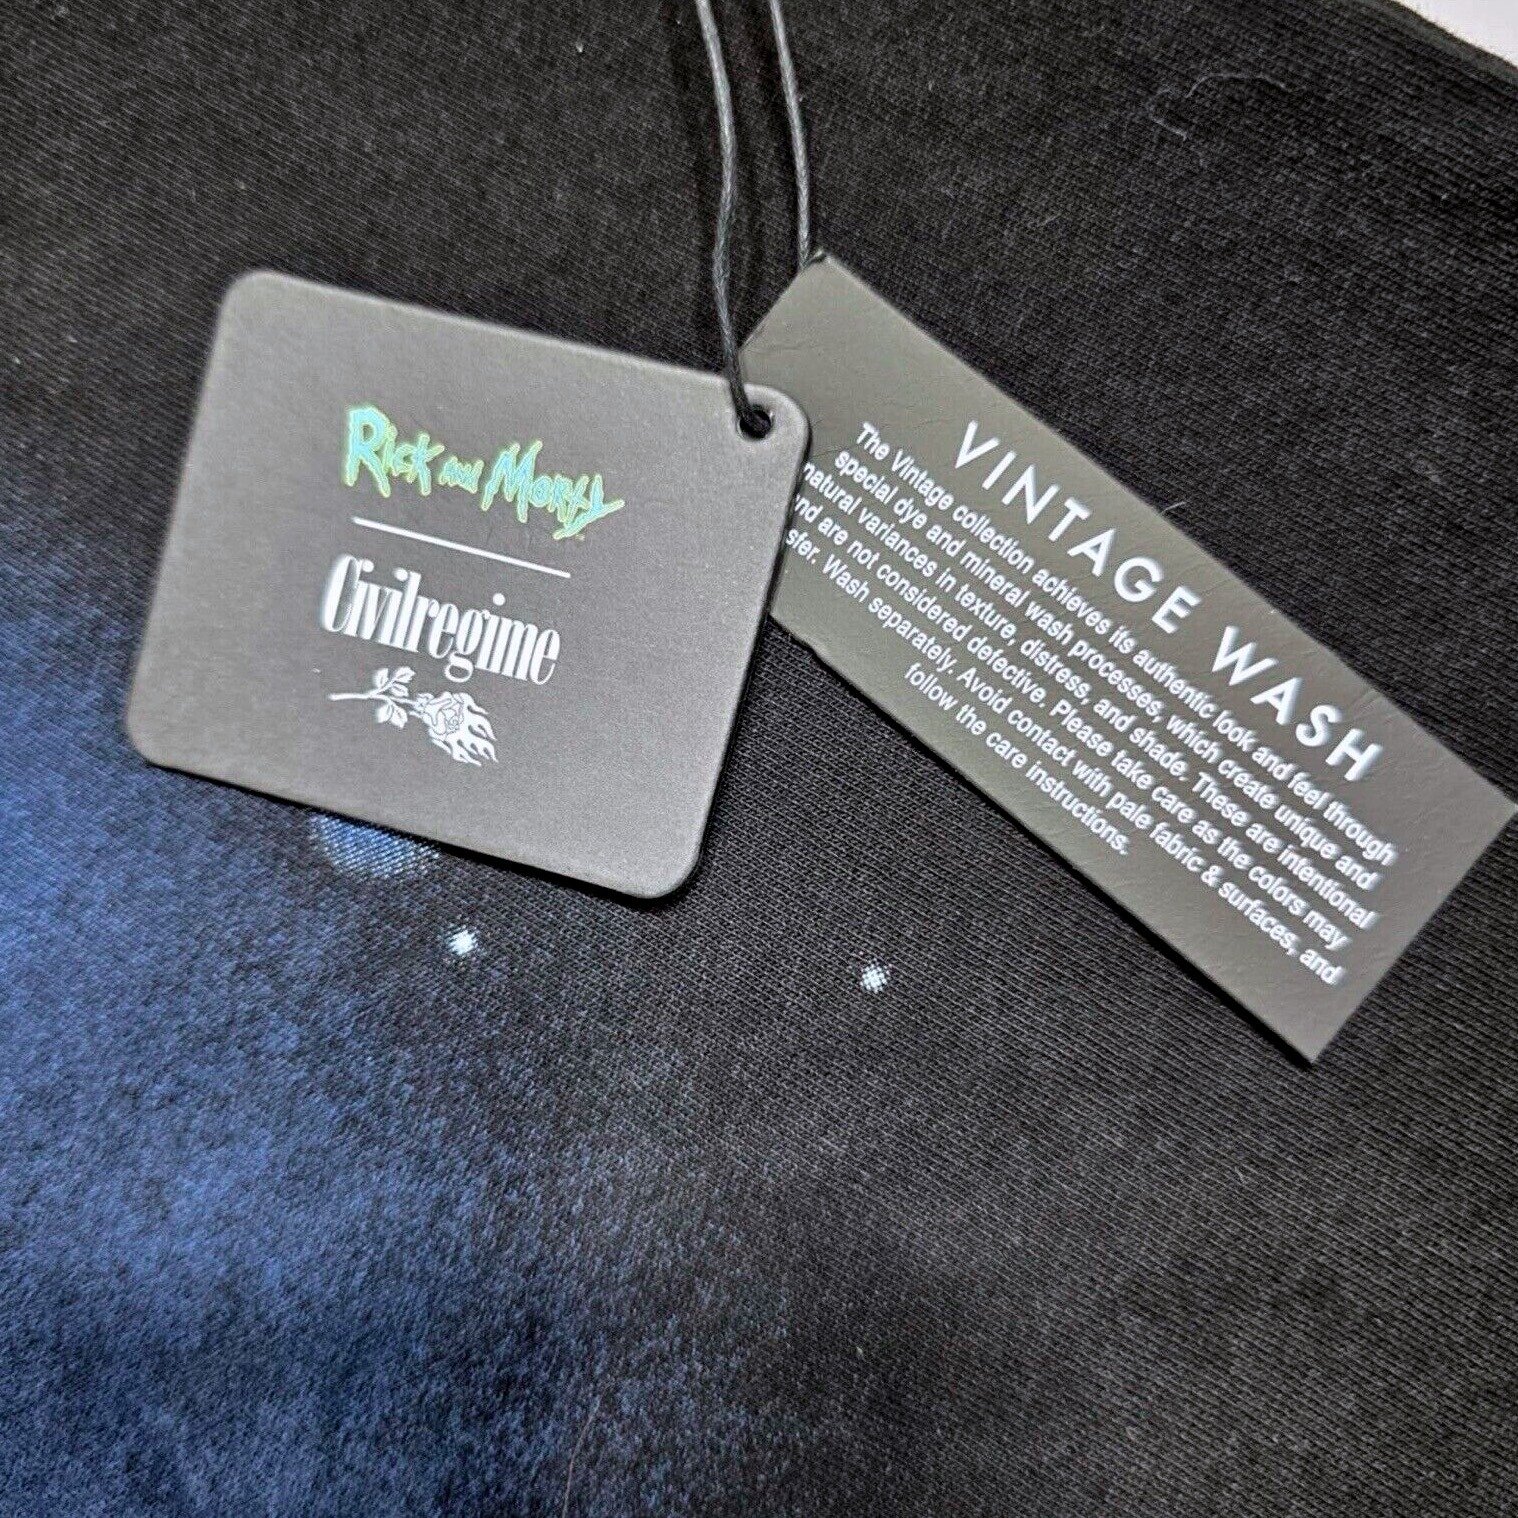 Rick and Morty
Civilregime
VINTAGE WASH
The Vintage collection achieves its authentic look and feel through
special dye and mineral wash processes, which create unique and
natural variances in texture, distress, and shade. These are intentional
and are not considered defective. Please take care as the colors may
sfer. Wash separately. Avoid contact with pale fabric & surfaces, and
follow the care instructions.